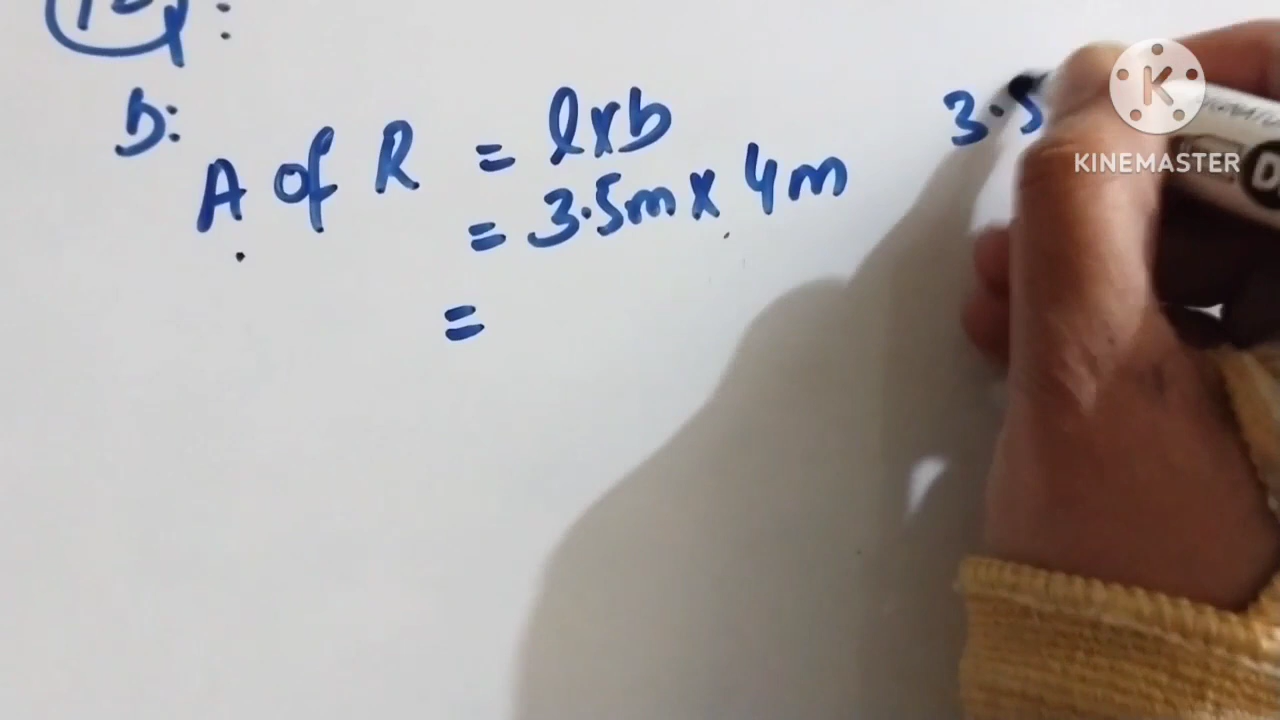 D:
A of R = l×b
= 3.5m × 4m
=
3.5
KINEMASTER